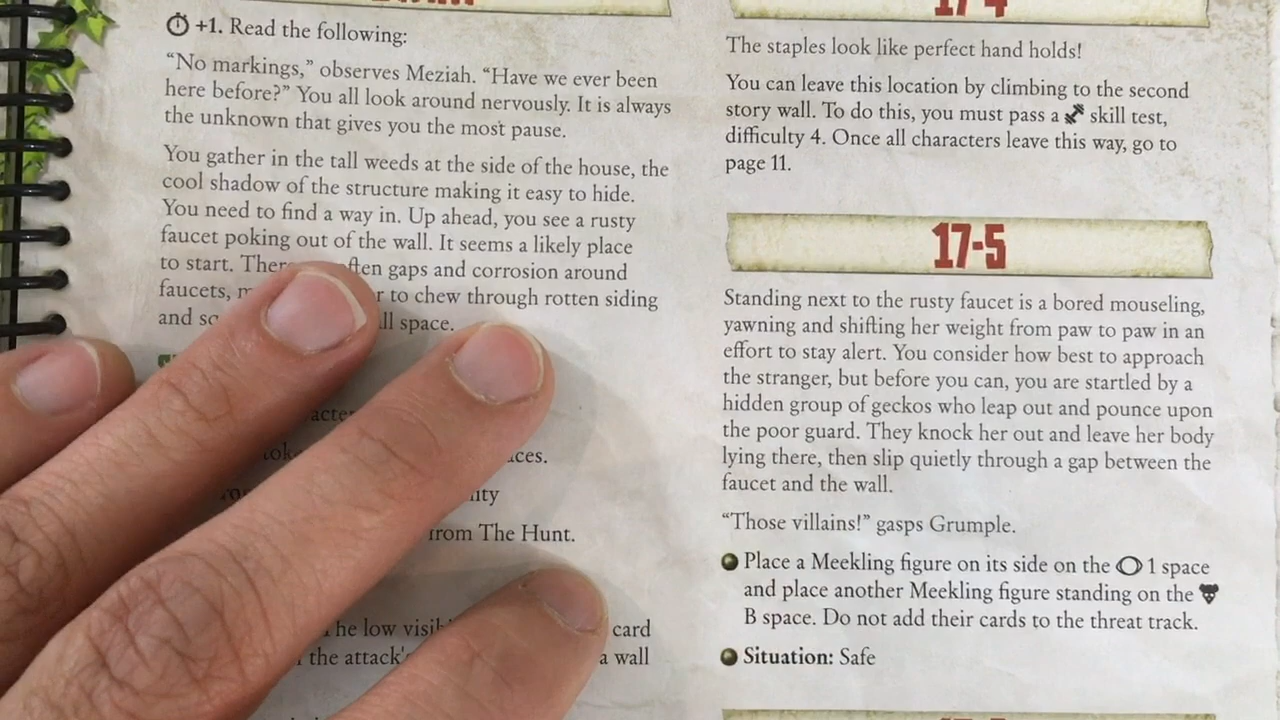 +1. Read the following:
“No markings,” observes Meziah. “Have we ever been
here before?” You all look around nervously. It is always
the unknown that gives you the most pause.
You gather in the tall weeds at the side of the house, the
cool shadow of the structure making it easy to hide.
You need to find a way in. Up ahead, you see a rusty
faucet poking out of the wall. It seems a likely place
to start. gaps and corrosion around
faucets, to chew through rotten siding
and space.
from The Hunt.
The low card
the attack's a wall
17-4
The staples look like perfect hand holds!
You can leave this location by climbing to the second
story wall. To do this, you must pass a skill test,
difficulty 4. Once all characters leave this way, go to
page 11.
17-5
Standing next to the rusty faucet is a bored mouseling,
yawning and shifting her weight from paw to paw in an
effort to stay alert. You consider how best to approach
the stranger, but before you can, you are startled by a
hidden group of geckos who leap out and pounce upon
the poor guard. They knock her out and leave her body
lying there, then slip quietly through a gap between the
faucet and the wall.
“Those villains!” gasps Grumple.
Place a Meekling figure on its side on the 1 space
and place another Meekling figure standing on the
B space. Do not add their cards to the threat track.
Situation: Safe